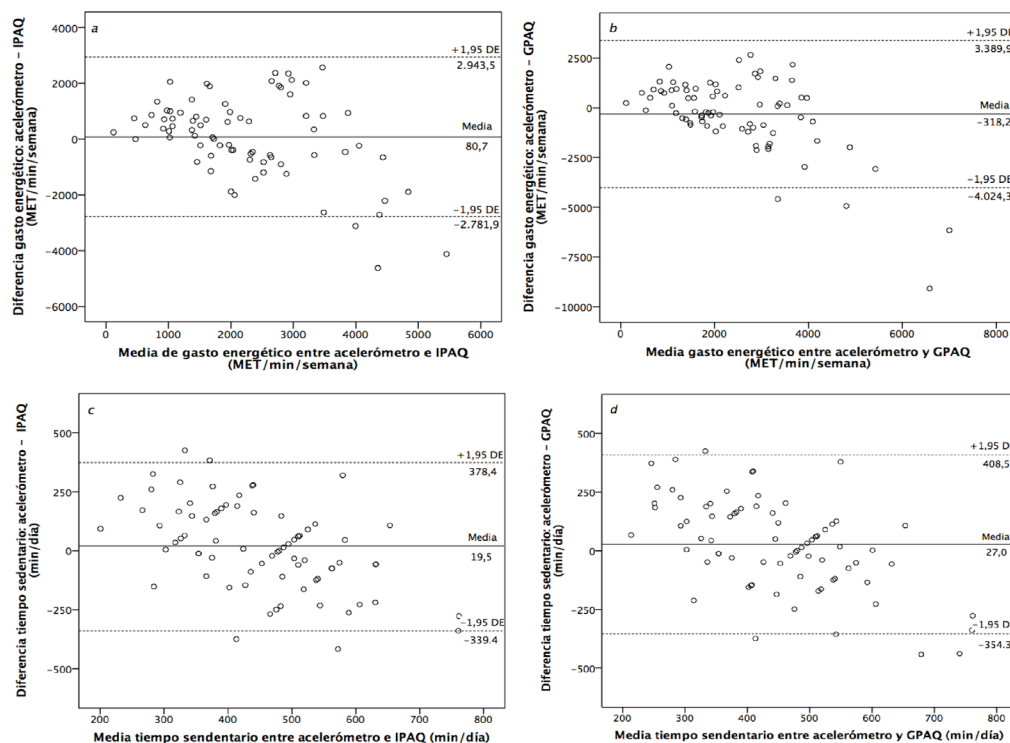 a
Diferencia gasto energético: acelerómetro – IPAQ
(MET/min/semana)
4000
2000
0
−2000
−4000
−6000
+1,95 DE
2.943,5
Media
80,7
−1,95 DE
−2.781,9
0 1000 2000 3000 4000 5000 6000
Media de gasto energético entre acelerómetro e IPAQ
(MET/min/semana)
b
Diferencia gasto energético: acelerómetro – GPAQ
(MET/min/semana)
2500
0
−2500
−5000
−7500
−10000
+1,95 DE
3.389,9
Media
−318,2
−1,95 DE
−4.024,3
0 2000 4000 6000 8000
Media gasto energético entre acelerómetro y GPAQ
(MET/min/semana)
c
Diferencia tiempo sedentario: acelerómetro – IPAQ
(min/día)
500
250
0
−250
−500
+1,95 DE
378,4
Media
19,5
−1,95 DE
−339.4
200 300 400 500 600 700 800
Media tiempo sendentario entre acelerómetro e IPAQ (min/día)
d
Diferencia tiempo sedentario: acelerómetro – GPAQ
(min/día)
500
250
0
−250
−500
+1,95 DE
408,5
Media
27,0
−1,95 DE
−354.3
200 300 400 500 600 700 800
Media tiempo sendentario entre acelerómetro y GPAQ (min/día)